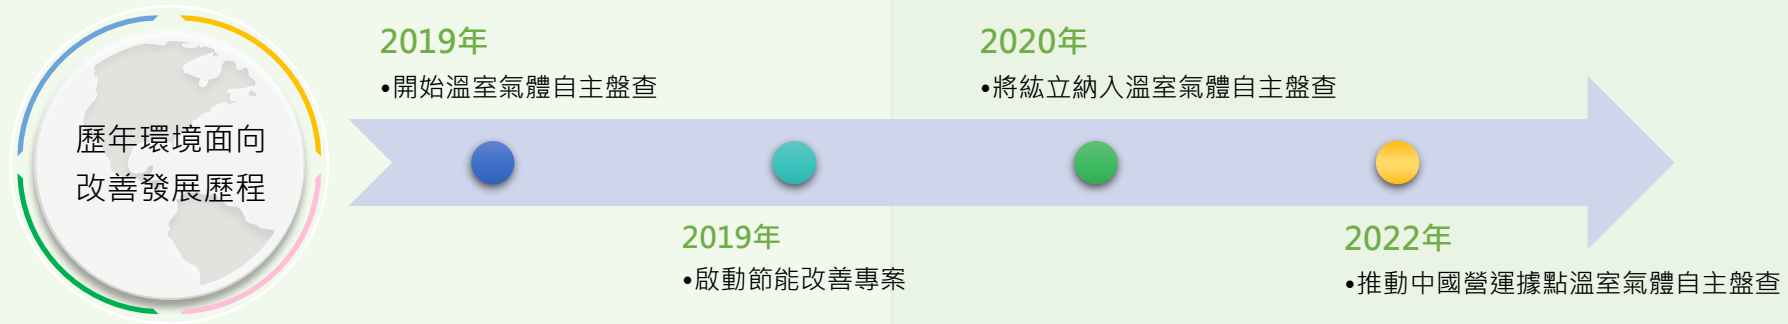 歷年環境面向
改善發展歷程
2019年
•開始溫室氣體自主盤查
2019年
•啟動節能改善專案
2020年
•將紘立納入溫室氣體自主盤查
2022年
•推動中國營運據點溫室氣體自主盤查